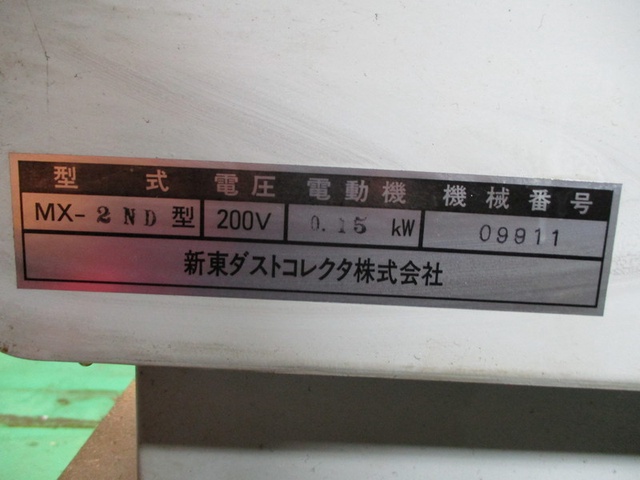 型式 電圧 電動機 機械番号
MX-2ND型 200V 0.15 kW 09911
新東ダストコレクタ株式会社